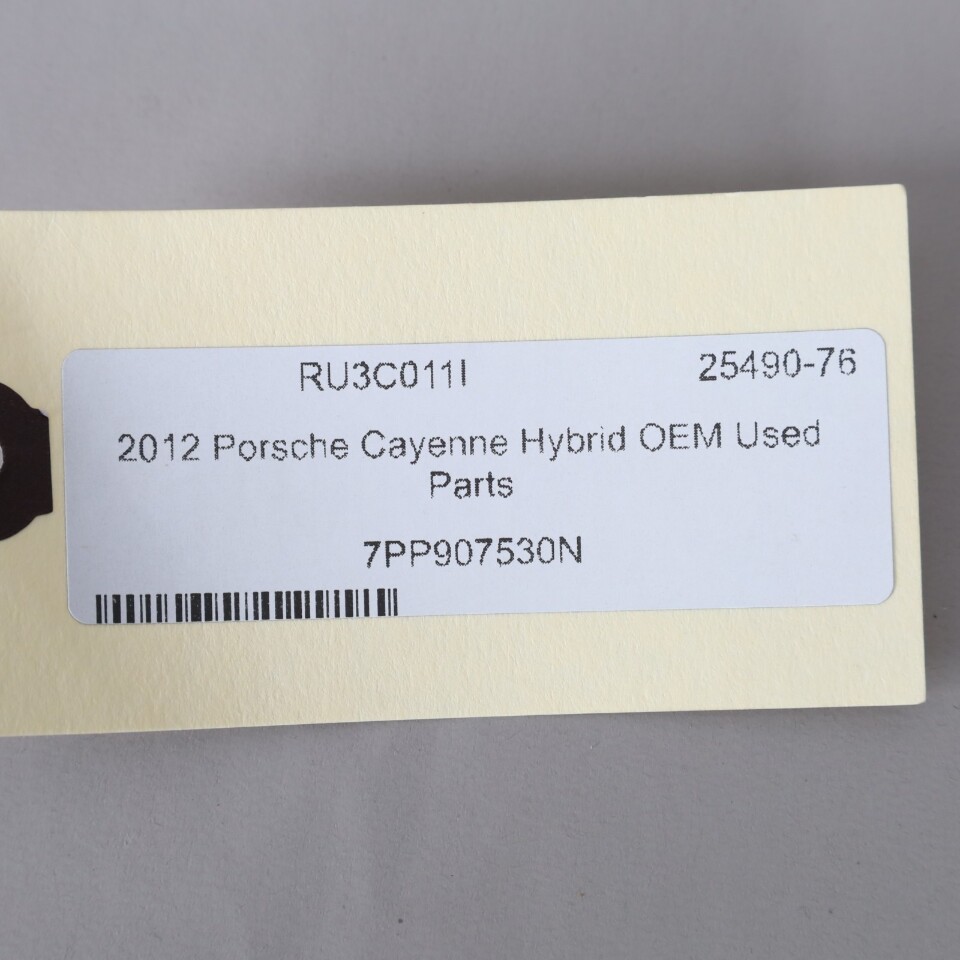 RU3C011I 25490-76
2012 Porsche Cayenne Hybrid OEM Used
Parts
7PP907530N